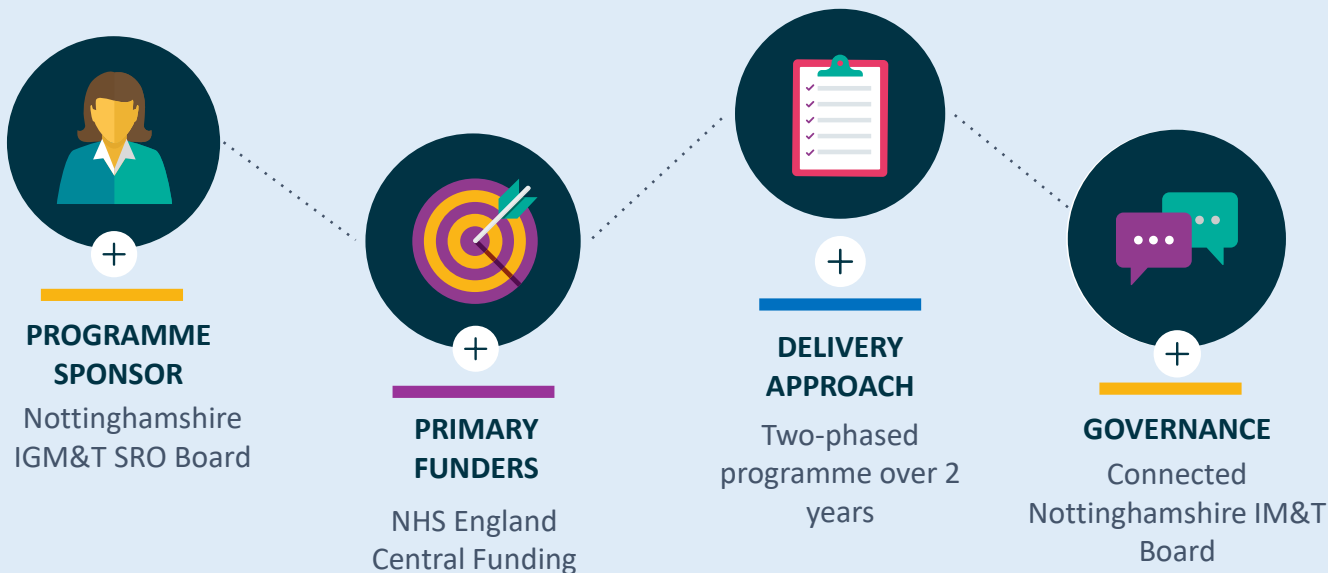 PROGRAMME
SPONSOR
Nottinghamshire
IGM&T SRO Board
PRIMARY
FUNDERS
NHS England
Central Funding
DELIVERY
APPROACH
Two-phased
programme over 2
years
GOVERNANCE
Connected
Nottinghamshire IM&T
Board